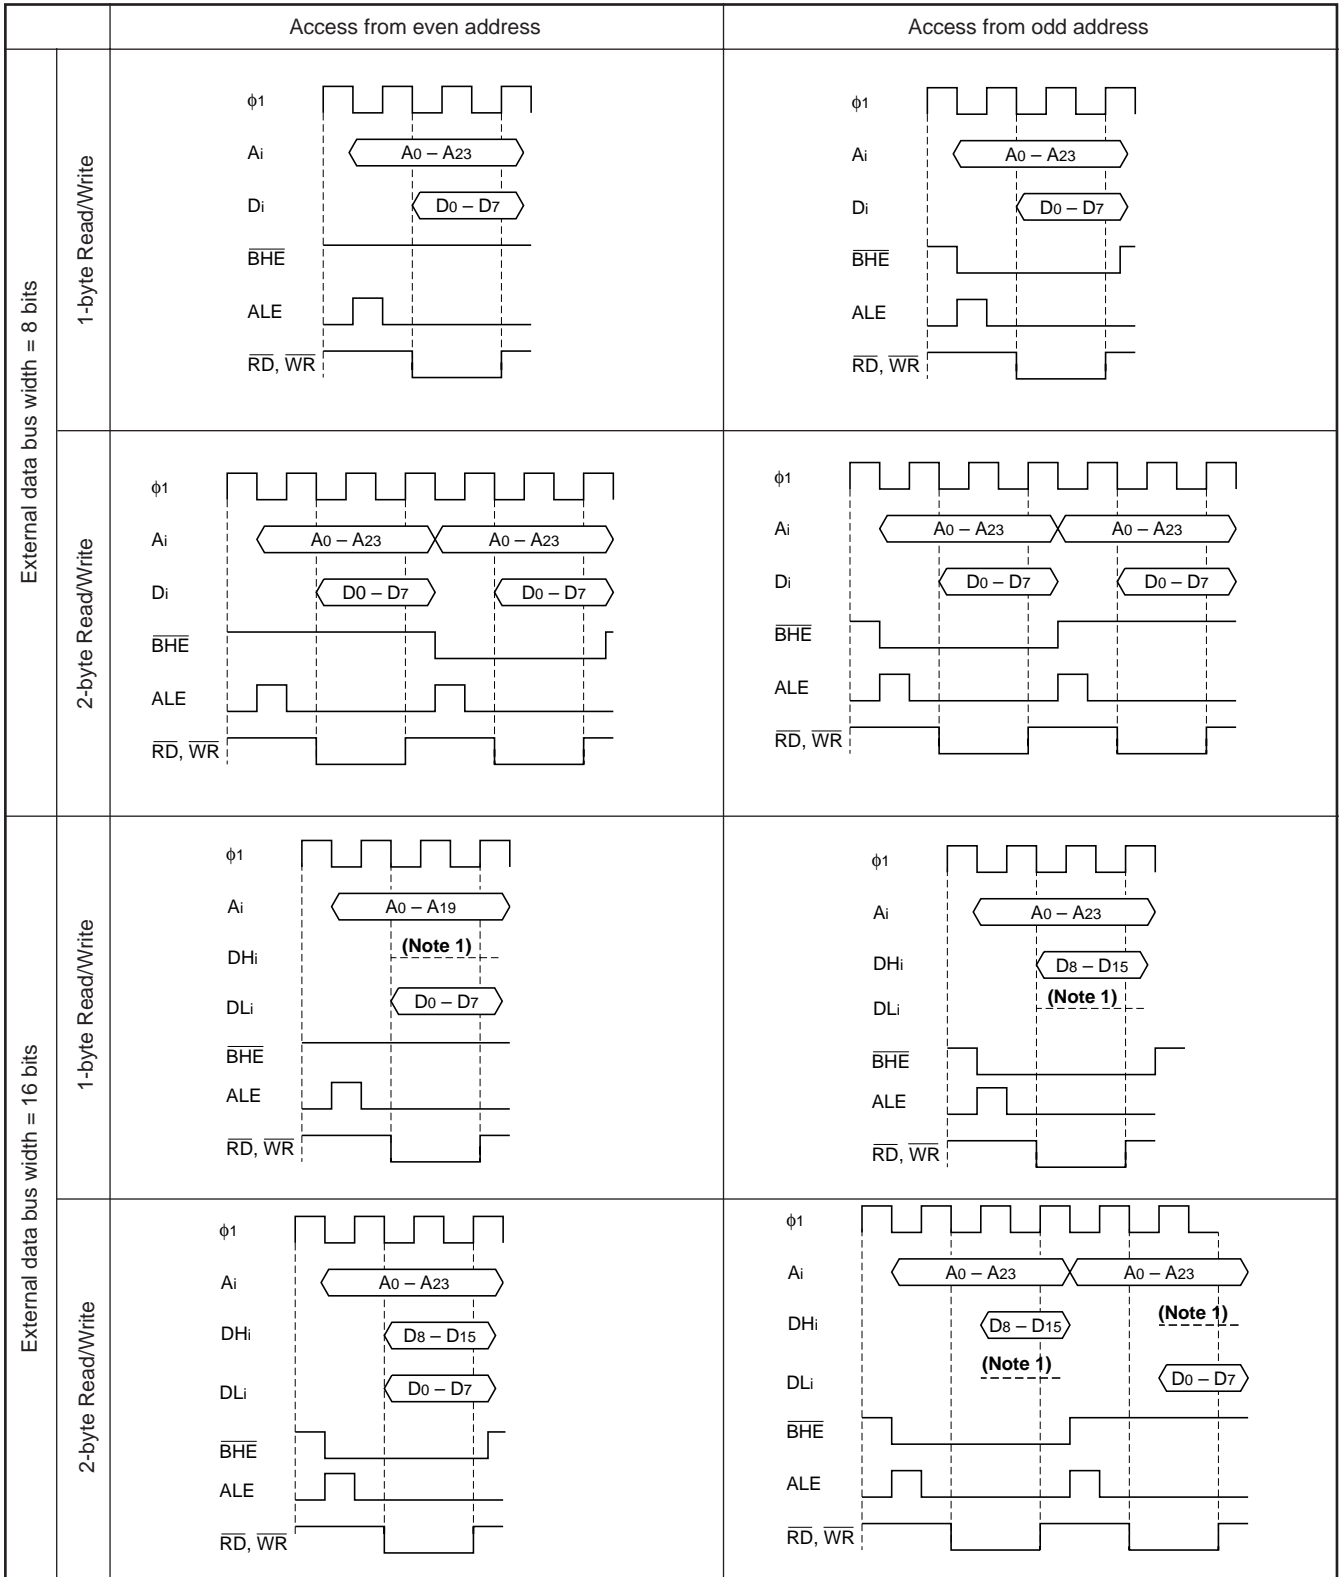 Access from even address
Access from odd address
External data bus width = 8 bits
1-byte Read/Write
φ1
Ai
A0 – A23
Di
D0 – D7
BHE
ALE
RD, WR
φ1
Ai
A0 – A23
Di
D0 – D7
BHE
ALE
RD, WR
2-byte Read/Write
φ1
Ai
A0 – A23 A0 – A23
Di
D0 – D7 D0 – D7
BHE
ALE
RD, WR
φ1
Ai
A0 – A23 A0 – A23
Di
D0 – D7 D0 – D7
BHE
ALE
RD, WR
External data bus width = 16 bits
1-byte Read/Write
φ1
Ai
A0 – A19
DHi
(Note 1)
DLi
D0 – D7
BHE
ALE
RD, WR
φ1
Ai
A0 – A23
DHi
D8 – D15
DLi
(Note 1)
BHE
ALE
RD, WR
2-byte Read/Write
φ1
Ai
A0 – A23
DHi
D8 – D15
DLi
D0 – D7
BHE
ALE
RD, WR
φ1
Ai
A0 – A23 A0 – A23
DHi
D8 – D15 (Note 1)
DLi
(Note 1) D0 – D7
BHE
ALE
RD, WR